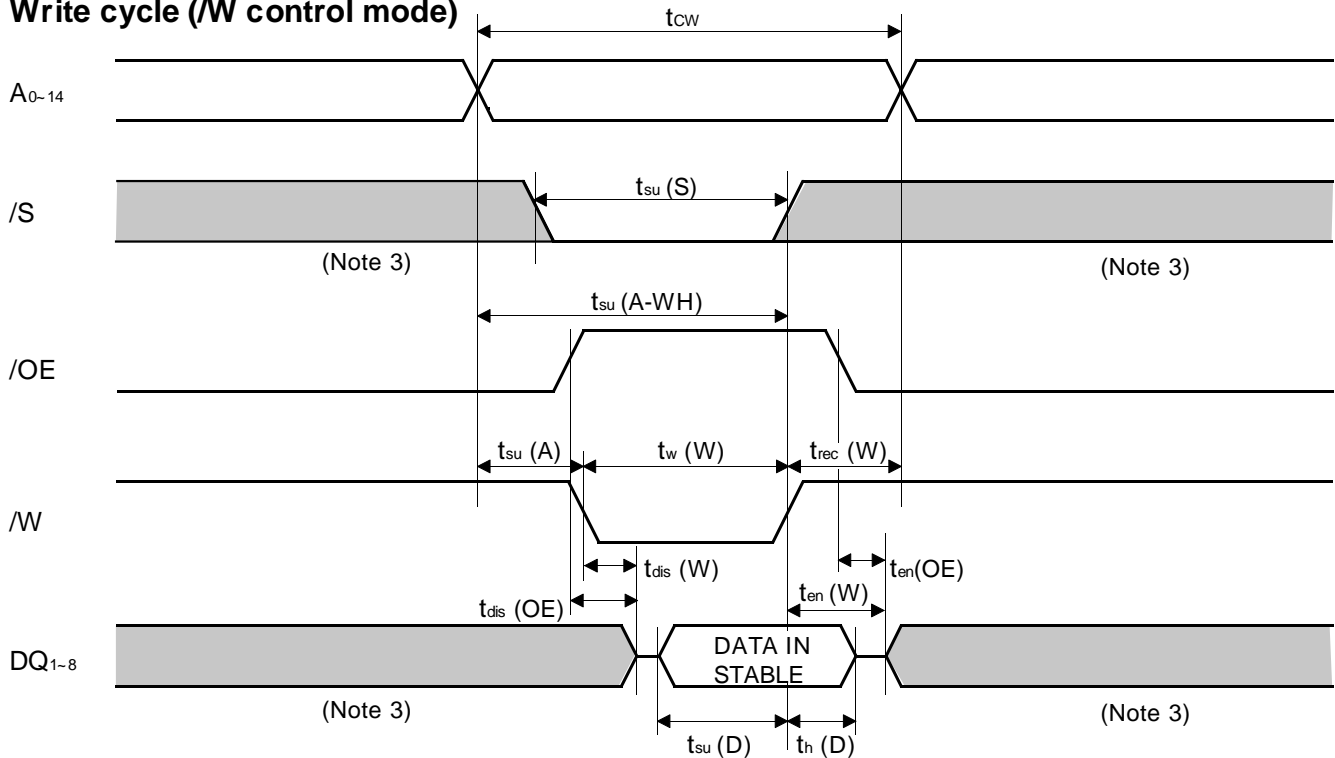 Write cycle (/W control mode)
tCW
A0~14
tsu (S)
/S
(Note 3)
(Note 3)
tsu (A-WH)
/OE
tsu (A)
tw (W)
trec (W)
/W
tdis (W)
ten(OE)
tdis (OE)
ten (W)
DQ1~8
DATA IN
STABLE
(Note 3)
(Note 3)
tsu (D)
th (D)